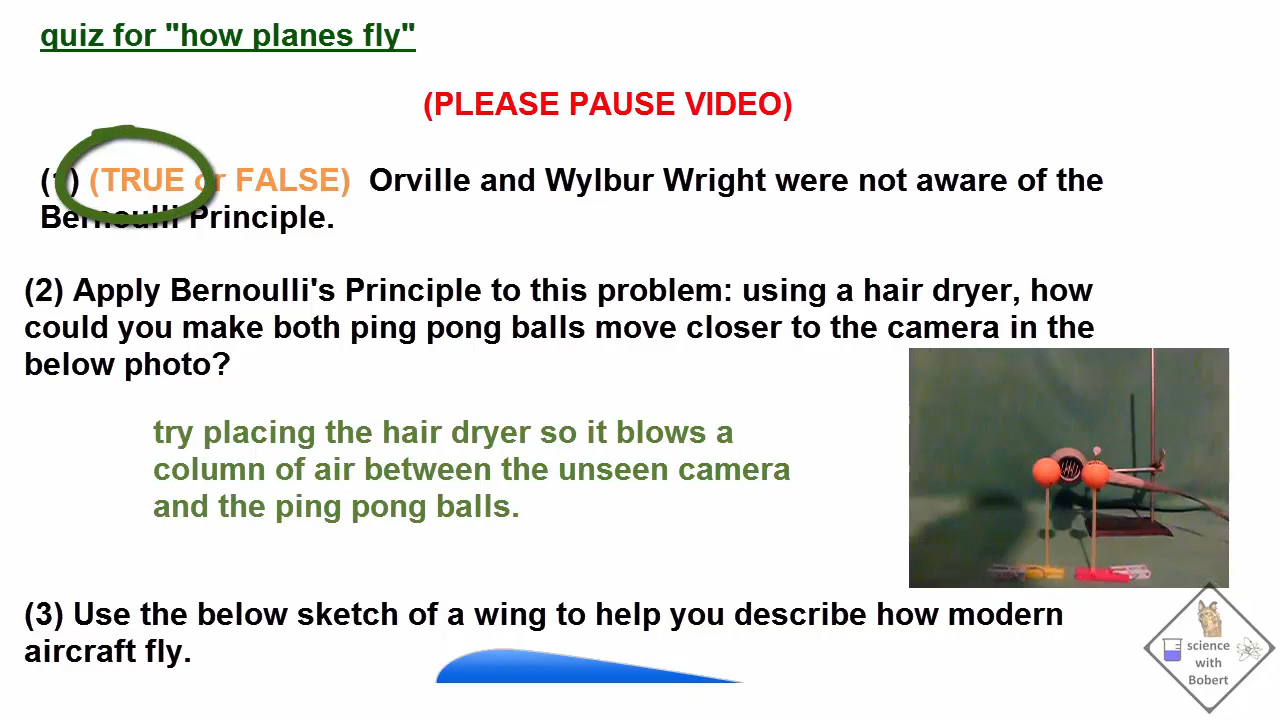 quiz for "how planes fly"
(PLEASE PAUSE VIDEO)
(1) (TRUE or FALSE) Orville and Wylbur Wright were not aware of the
Bernoulli Principle.
(2) Apply Bernoulli's Principle to this problem: using a hair dryer, how
could you make both ping pong balls move closer to the camera in the
below photo?
try placing the hair dryer so it blows a
column of air between the unseen camera
and the ping pong balls.
(3) Use the below sketch of a wing to help you describe how modern
aircraft fly.
science
with
Bobert